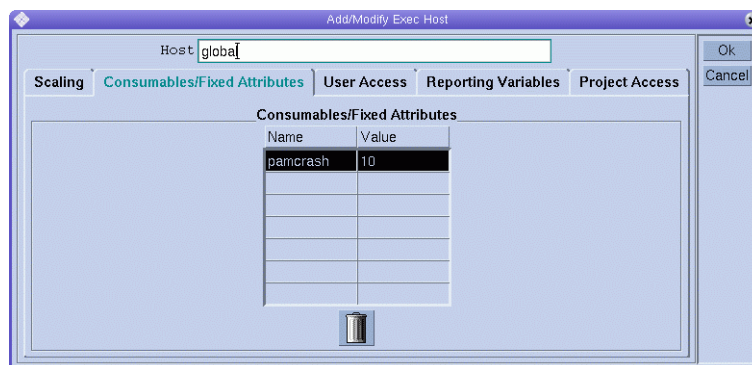 Add/Modify Exec Host
Host global
Ok
Cancel
Scaling Consumables/Fixed Attributes User Access Reporting Variables Project Access
Consumables/Fixed Attributes
Name Value
pamcrash 10